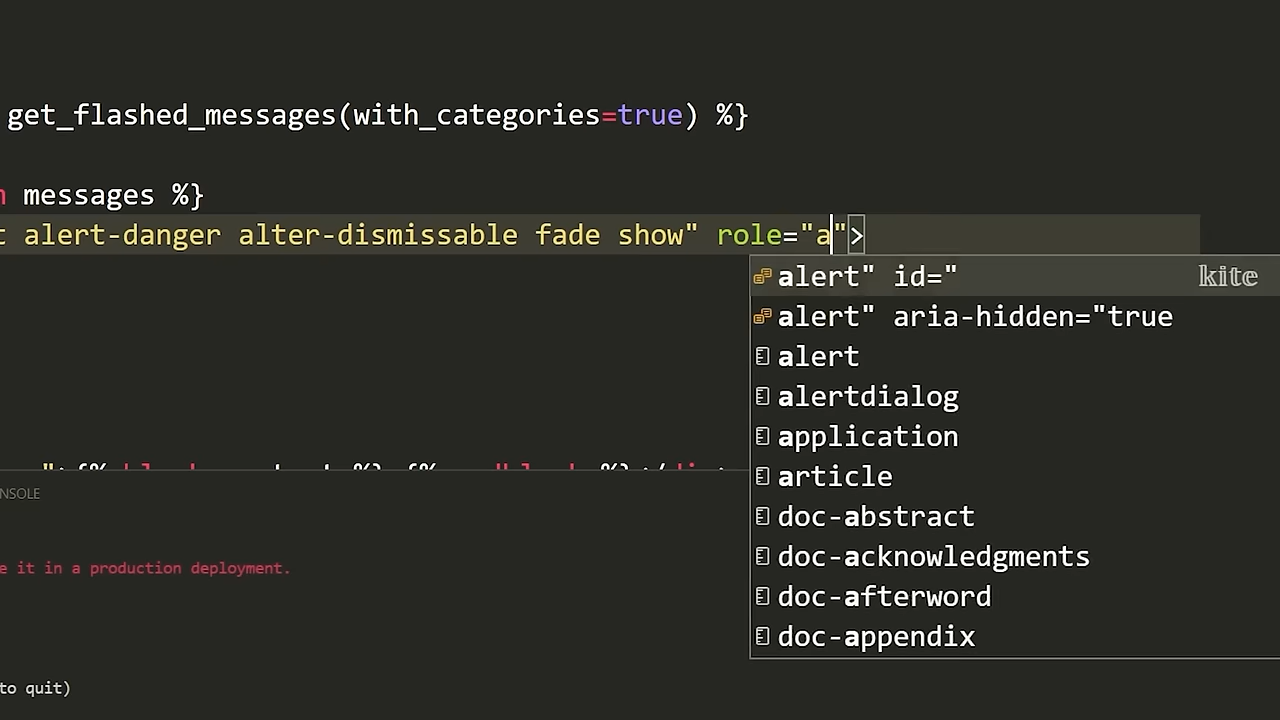 get_flashed_messages(with_categories=true) %}
messages %}
alert-danger alter-dismissable fade show" role="a">
alert" id=" kite
alert" aria-hidden="true
alert
alertdialog
application
article
doc-abstract
doc-acknowledgments
doc-afterword
doc-appendix
NSOLE
e it in a production deployment.
to quit)